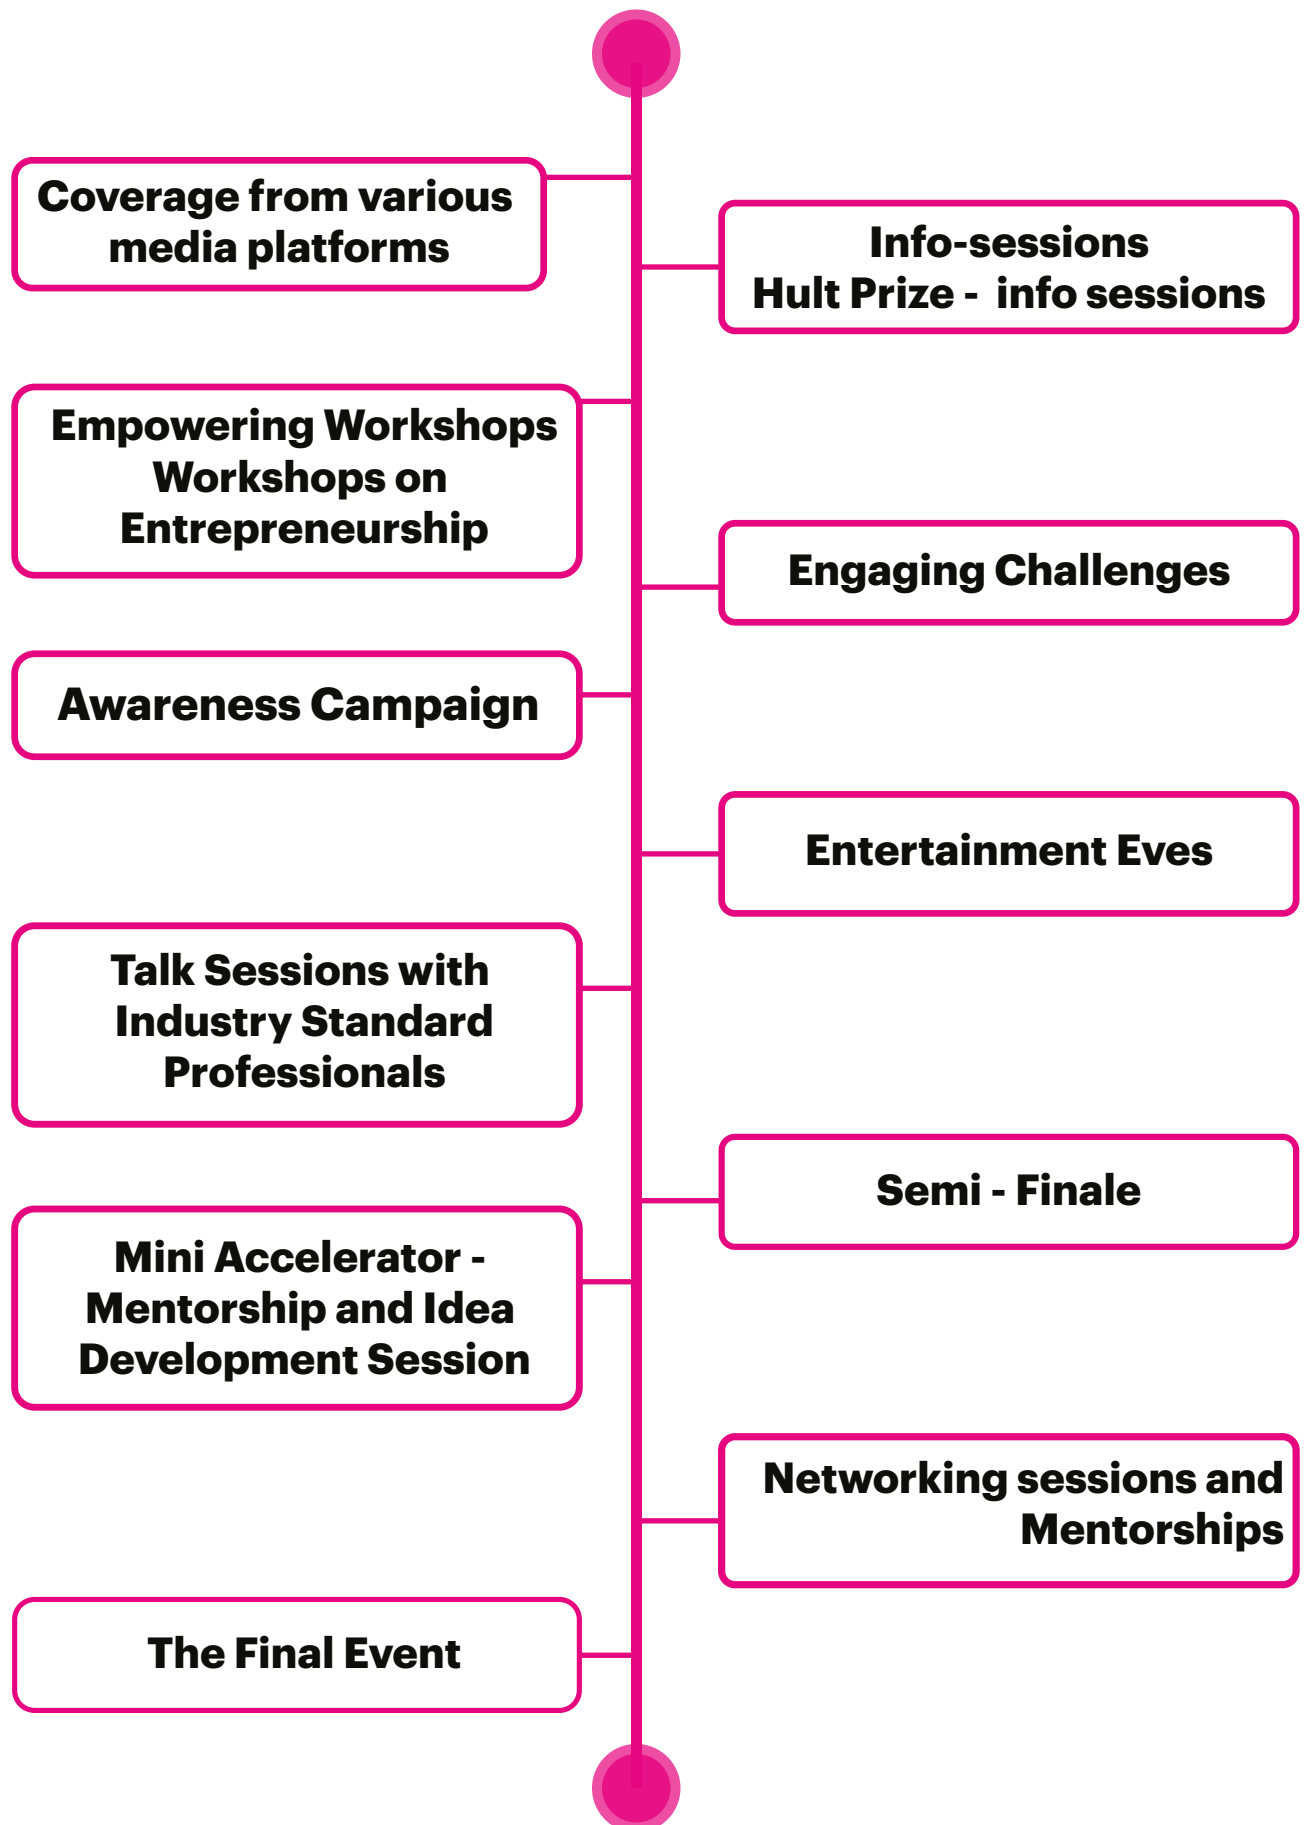 Coverage from various
media platforms
Info-sessions
Hult Prize -  info sessions
Empowering Workshops
Workshops on
Entrepreneurship
Engaging Challenges
Awareness Campaign
Entertainment Eves
Talk Sessions with
Industry Standard
Professionals
Semi - Finale
Mini Accelerator -
Mentorship and Idea
Development Session
Networking sessions and
Mentorships
The Final Event